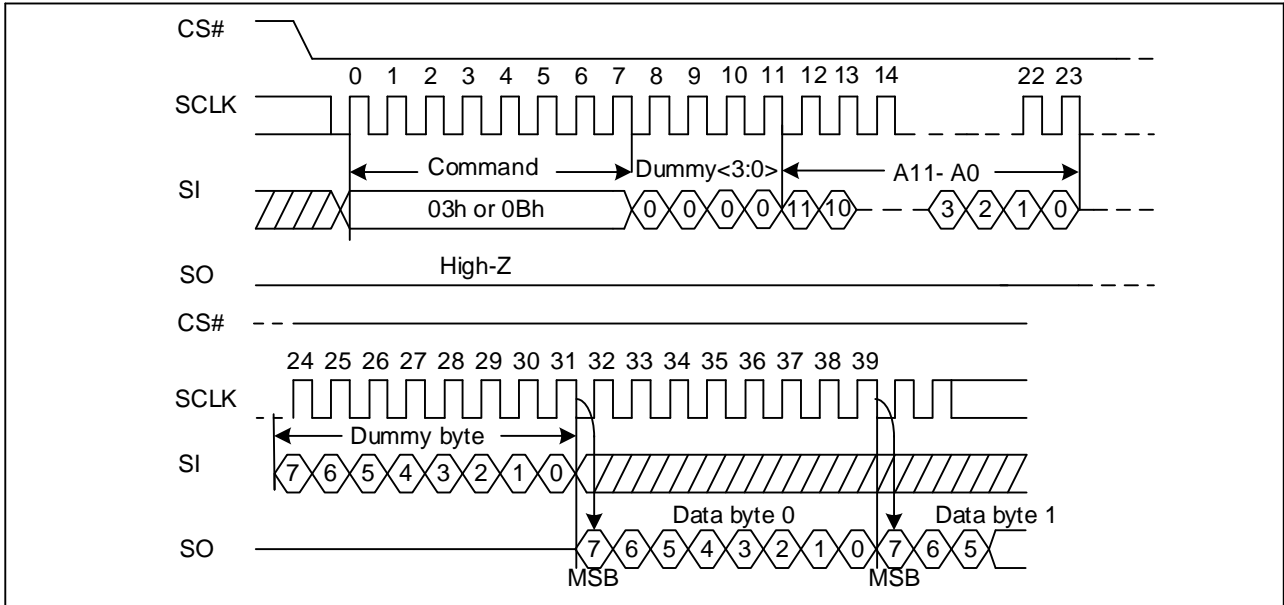 CS#
0 1 2 3 4 5 6 7 8 9 10 11 12 13 14 22 23
SCLK
Command Dummy<3:0> A11- A0
SI
03h or 0Bh 0 0 0 0 11 10 3 2 1 0
High-Z
SO
CS#
24 25 26 27 28 29 30 31 32 33 34 35 36 37 38 39
SCLK
Dummy byte
SI
7 6 5 4 3 2 1 0
Data byte 0 Data byte 1
SO
7 6 5 4 3 2 1 0 7 6 5
MSB MSB